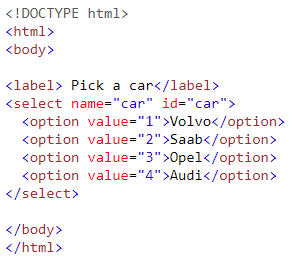 <!DOCTYPE html>
<html>
<body>
<label> Pick a car</label>
<select name="car" id="car">
<option value="1">Volvo</option>
<option value="2">Saab</option>
<option value="3">Opel</option>
<option value="4">Audi</option>
</select>
</body>
</html>